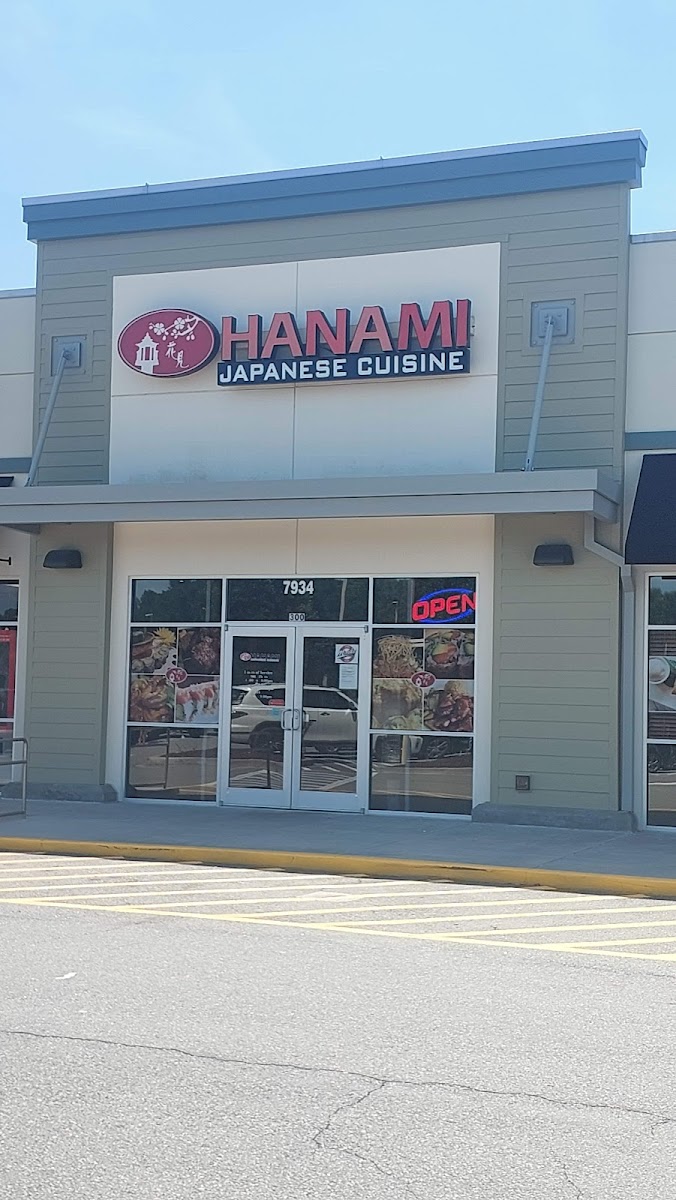 花見
HANAMI
JAPANESE CUISINE
7934
300
OPEN